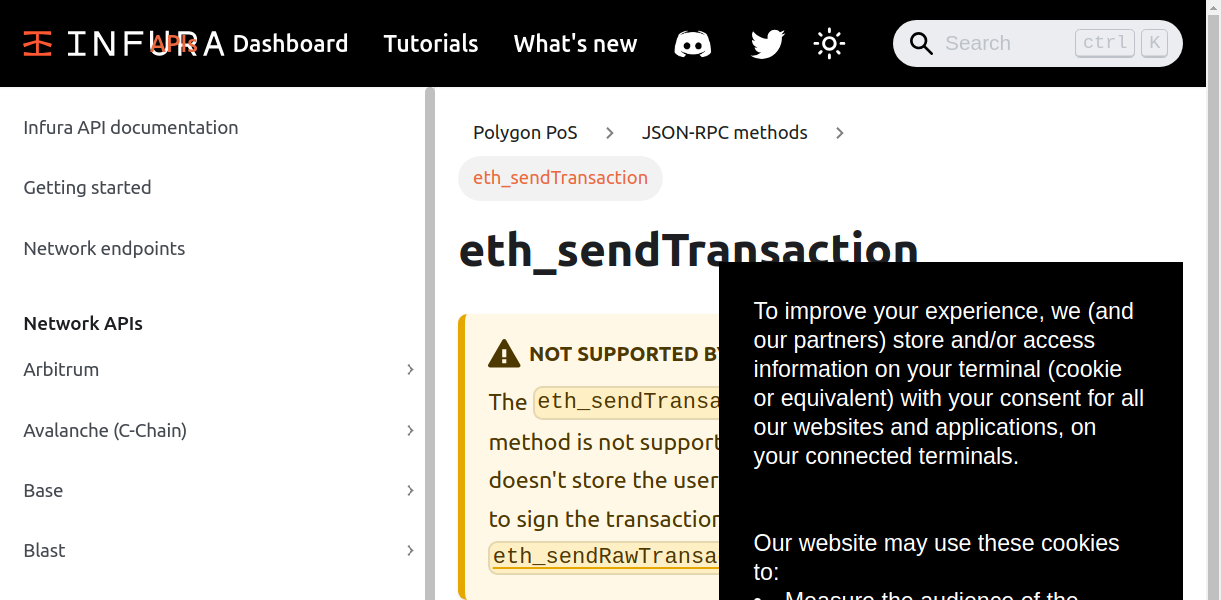 INFURA APIs Dashboard Tutorials What's new Search ctrl K
Infura API documentation
Getting started
Network endpoints
Network APIs
Arbitrum
Avalanche (C-Chain)
Base
Blast
Polygon PoS > JSON-RPC methods >
eth_sendTransaction
eth_sendTransaction
NOT SUPPORTED BY
The eth_sendTransa
method is not support
doesn't store the user
to sign the transaction
eth_sendRawTransac
To improve your experience, we (and
our partners) store and/or access
information on your terminal (cookie
or equivalent) with your consent for all
our websites and applications, on
your connected terminals.
Our website may use these cookies
to:
• Measure the audience of the